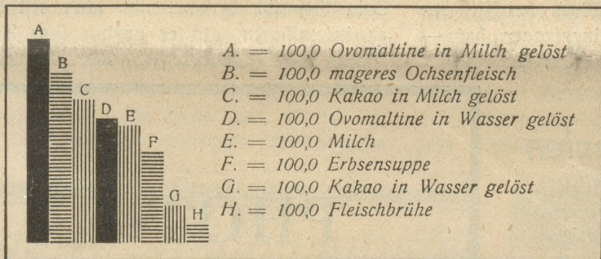 A
B
C
D E
F
G
H
A. = 100,0 Ovomaltine in Milch gelöst
B. = 100,0 mageres Ochsenfleisch
C. = 100,0 Kakao in Milch gelöst
D. = 100,0 Ovomaltine in Wasser gelöst
E. = 100,0 Milch
F. = 100,0 Erbsensuppe
G. = 100,0 Kakao in Wasser gelöst
H. = 100,0 Fleischbrühe